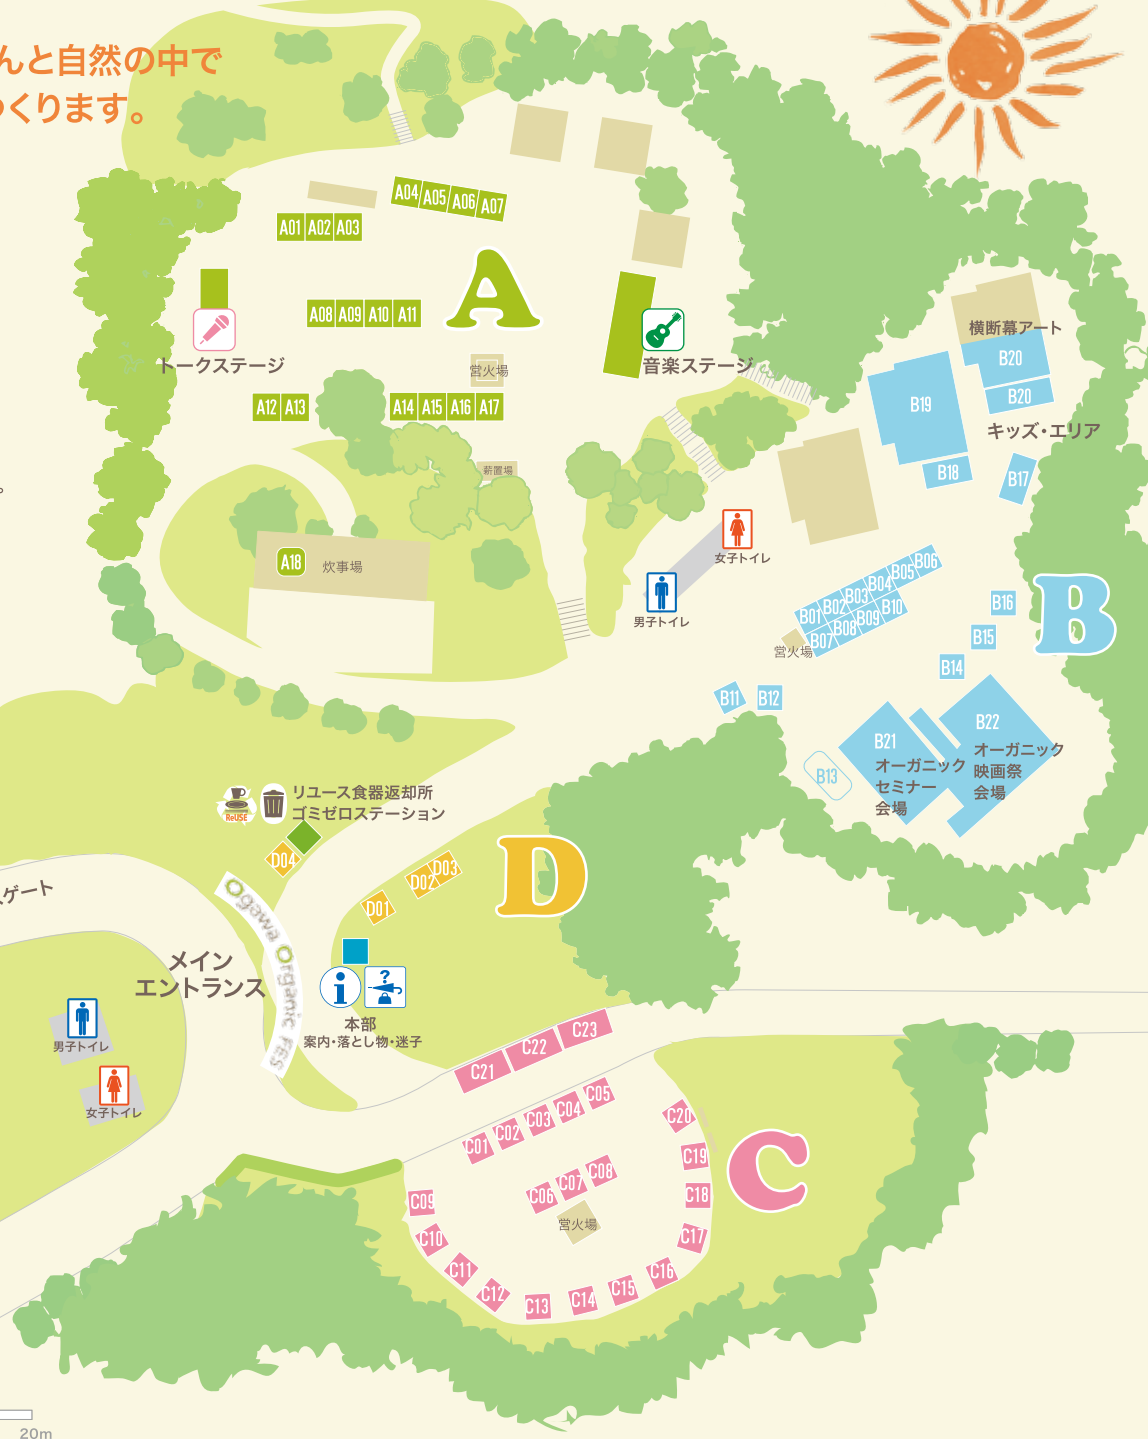 んと自然の中で
くります。
A04 A05 A06 A07
A01 A02 A03
A08 A09 A10 A11
A
トークステージ
音楽ステージ
営火場
A12 A13
A14 A15 A16 A17
薪置場
A18
炊事場
横断幕アート
B20
B19
B20
キッズ・エリア
B18
B17
女子トイレ
男子トイレ
B01 B02 B03 B04 B05 B06
B07 B08 B09 B10
営火場
B16
B15
B14
B
B11 B12
B13
B21
オーガニック
セミナー
会場
B22
オーガニック
映画祭
会場
ReUSE
リユース食器返却所
ゴミゼロステーション
D04
D01
D02 D03
D
ゲート
メイン
エントランス
Organic FES
i
?
本部
案内・落とし物・迷子
男子トイレ
女子トイレ
C21 C22 C23
C01 C02 C03 C04 C05
C06 C07 C08
営火場
C09
C10
C11
C12
C13
C14
C15
C16
C17
C18
C19
C20
C
20m